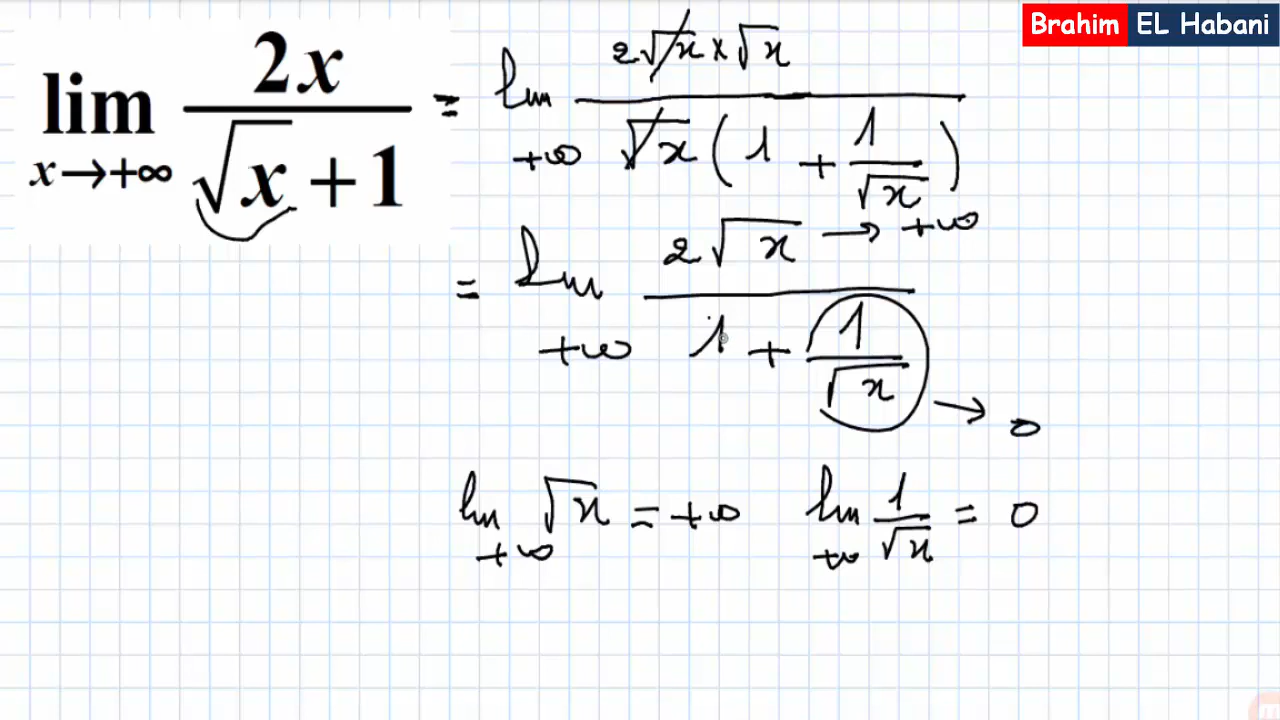 Brahim EL Habani
lim x→+∞ 2x / (√x + 1) = lim +∞ 2√x × √x / √x (1 + 1/√x)
= lim +∞ 2√x → +∞ / 1 + 1/√x → 0
lim +∞ √x = +∞ lim +∞ 1/√x = 0